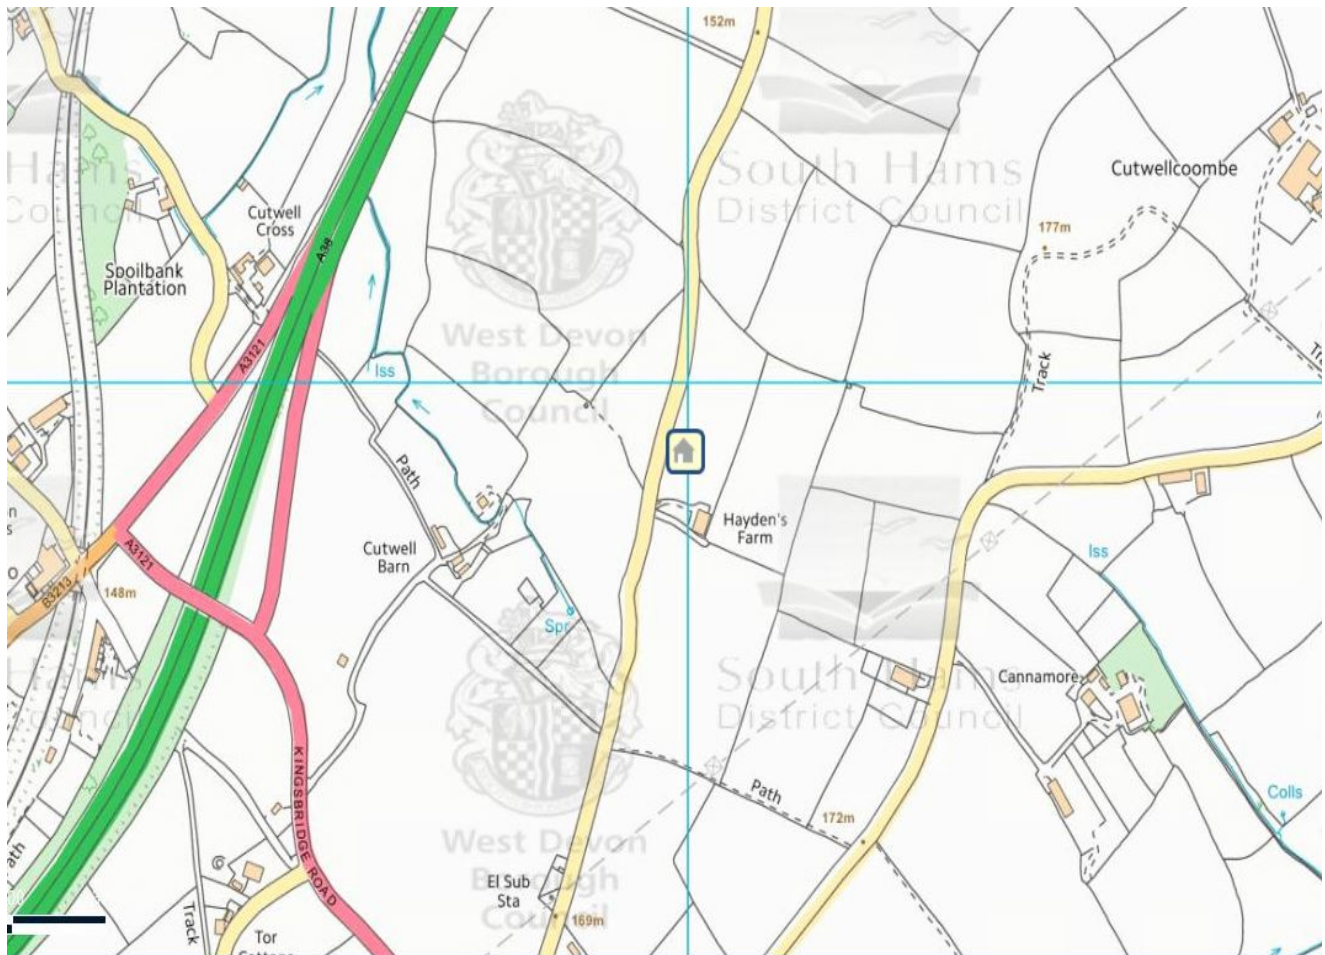 152m
South Hams
District Council
Cutwellcoombe
Hams
Council
Cutwell
Cross
177m
A38
Spoilbank
Plantation
West Devon
Borough
Council
A3121
Iss
Track
Path
Hayden's
Farm
Cutwell
Barn
A3121
Iss
B3213
148m
Spr
South Hams
District Council
Cannamore
KINGSBRIDGE ROAD
Path
Colls
172m
West Devon
Borough
Council
El Sub
Sta
169m
Track
Tor